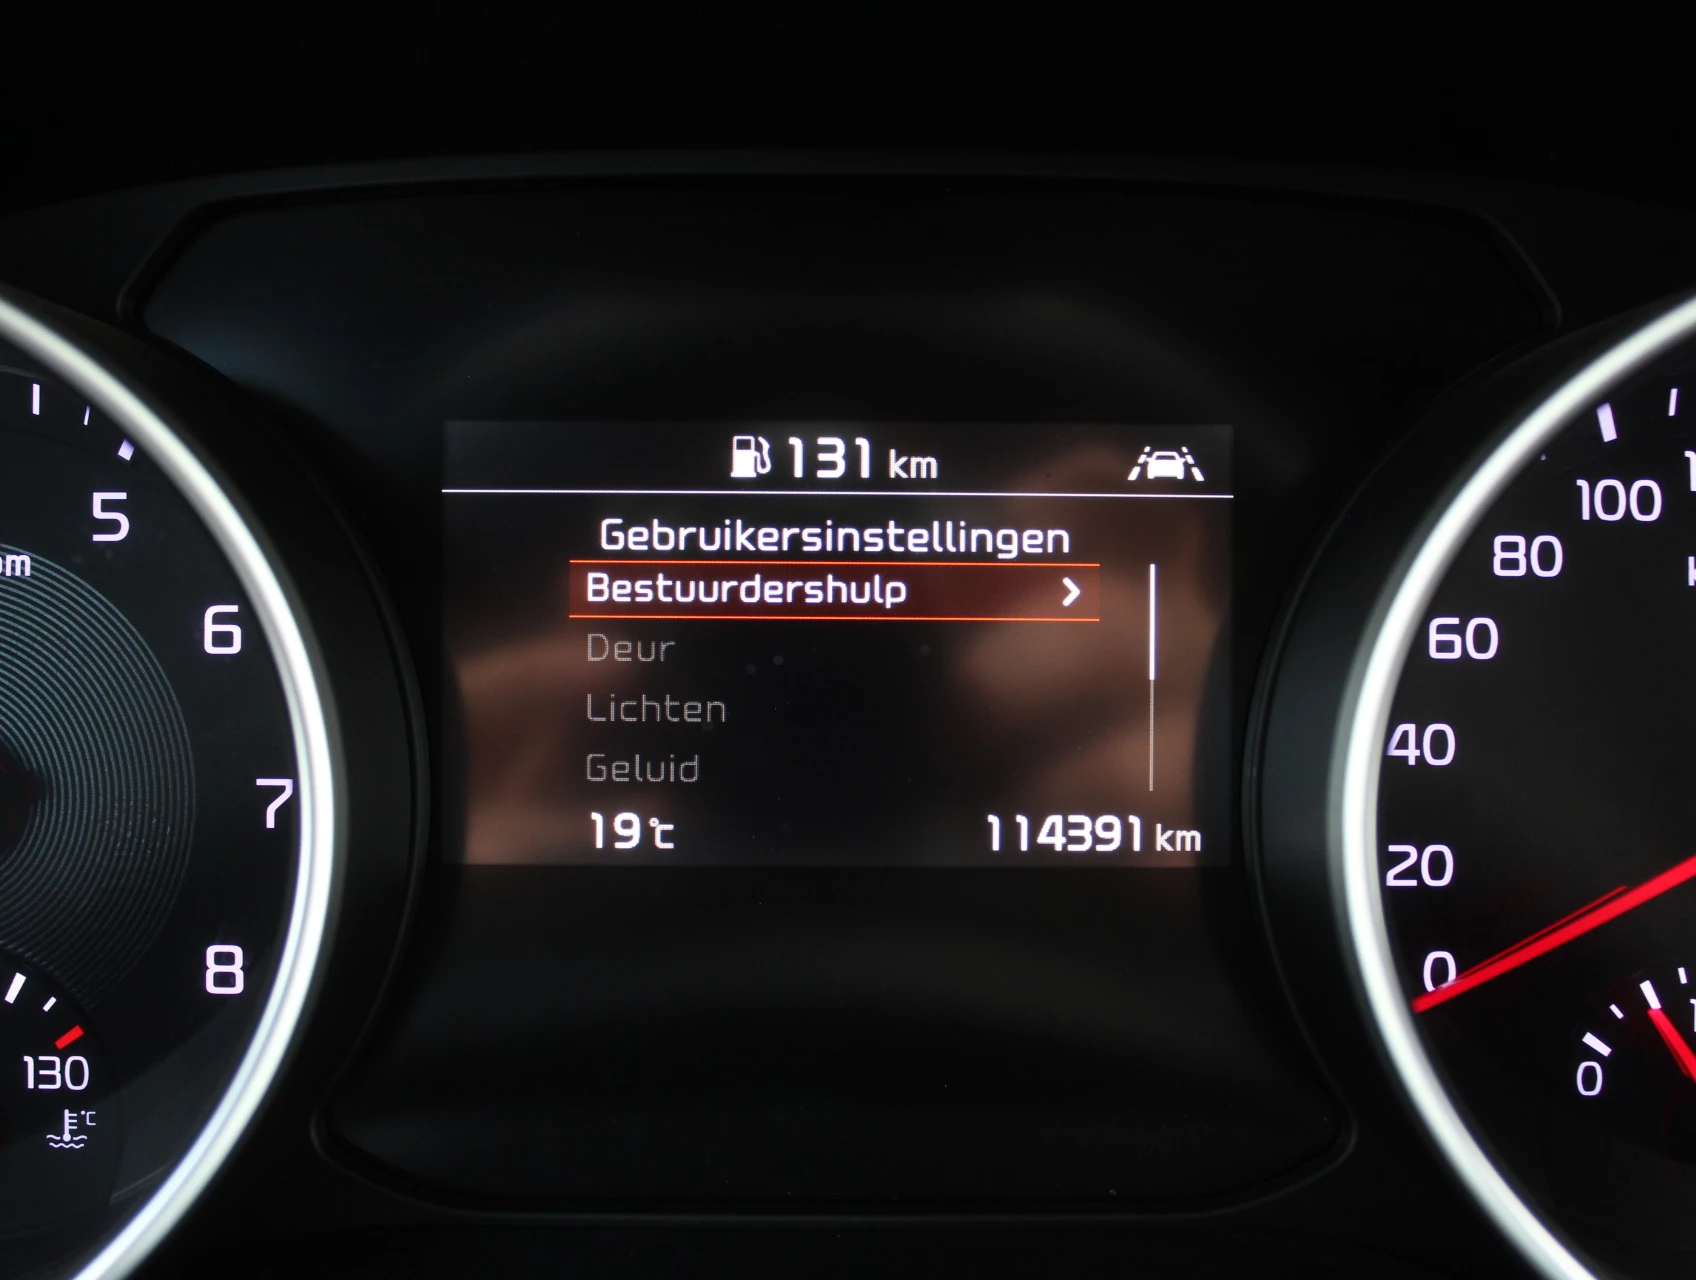 131 km
Gebruikersinstellingen
Bestuurdershulp
Deur
Lichten
Geluid
19°C
114391 km
5
6
7
8
130
°C
100
80
60
40
20
0
0